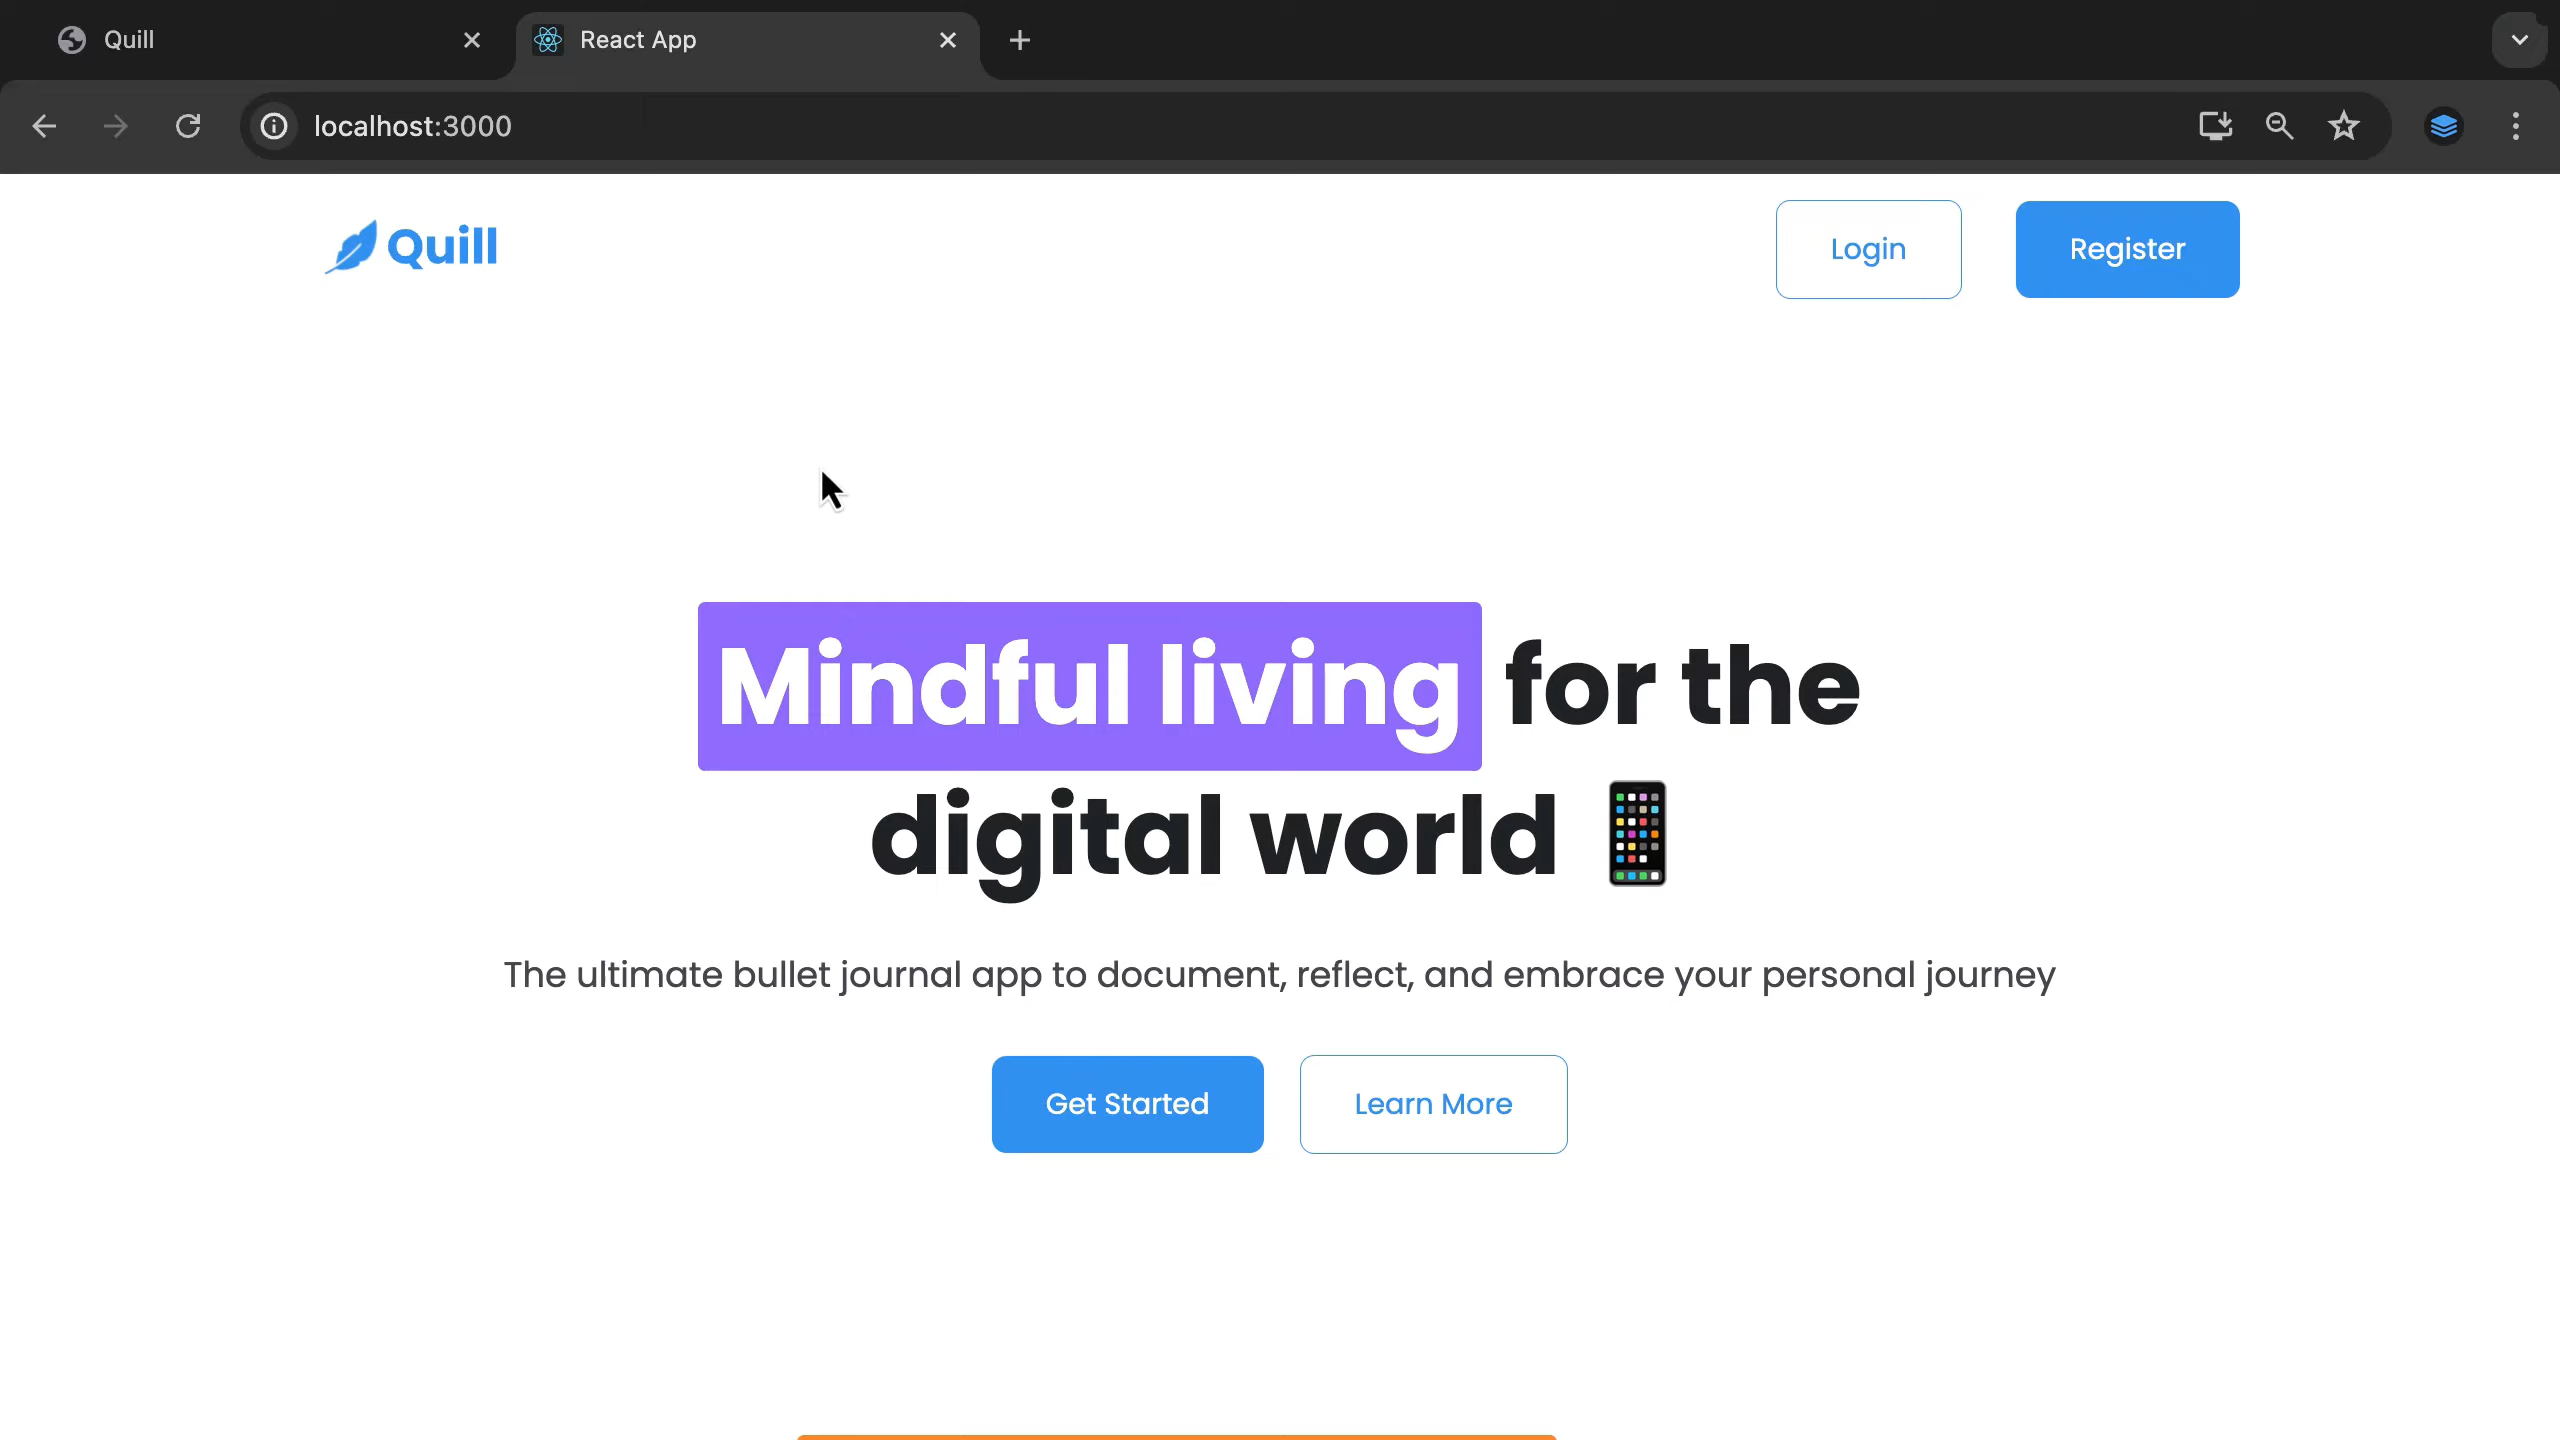 Quill
React App
localhost:3000
Quill
Login
Register
Mindful living for the
digital world
The ultimate bullet journal app to document, reflect, and embrace your personal journey
Get Started
Learn More